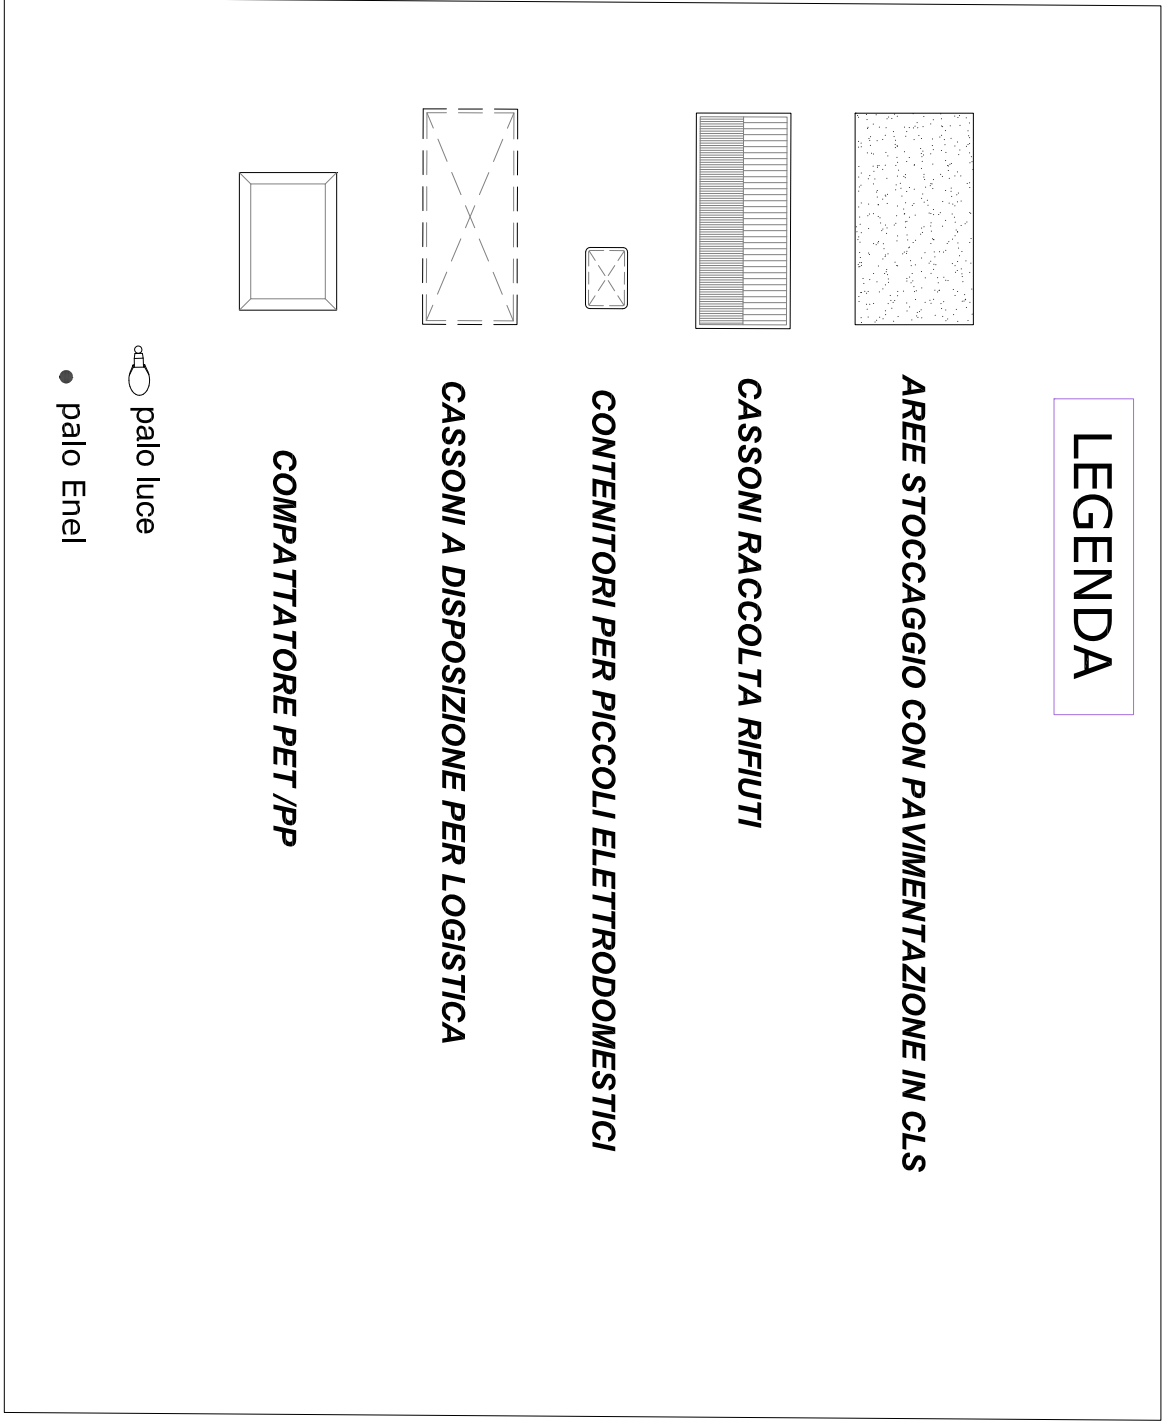 LEGENDA
AREE STOCCAGGIO CON PAVIMENTAZIONE IN CLS
CASSONI RACCOLTA RIFIUTI
CONTENITORI PER PICCOLI ELETTRODOMESTICI
CASSONI A DISPOSIZIONE PER LOGISTICA
COMPATTATORE PET /PP
palo luce
palo Enel